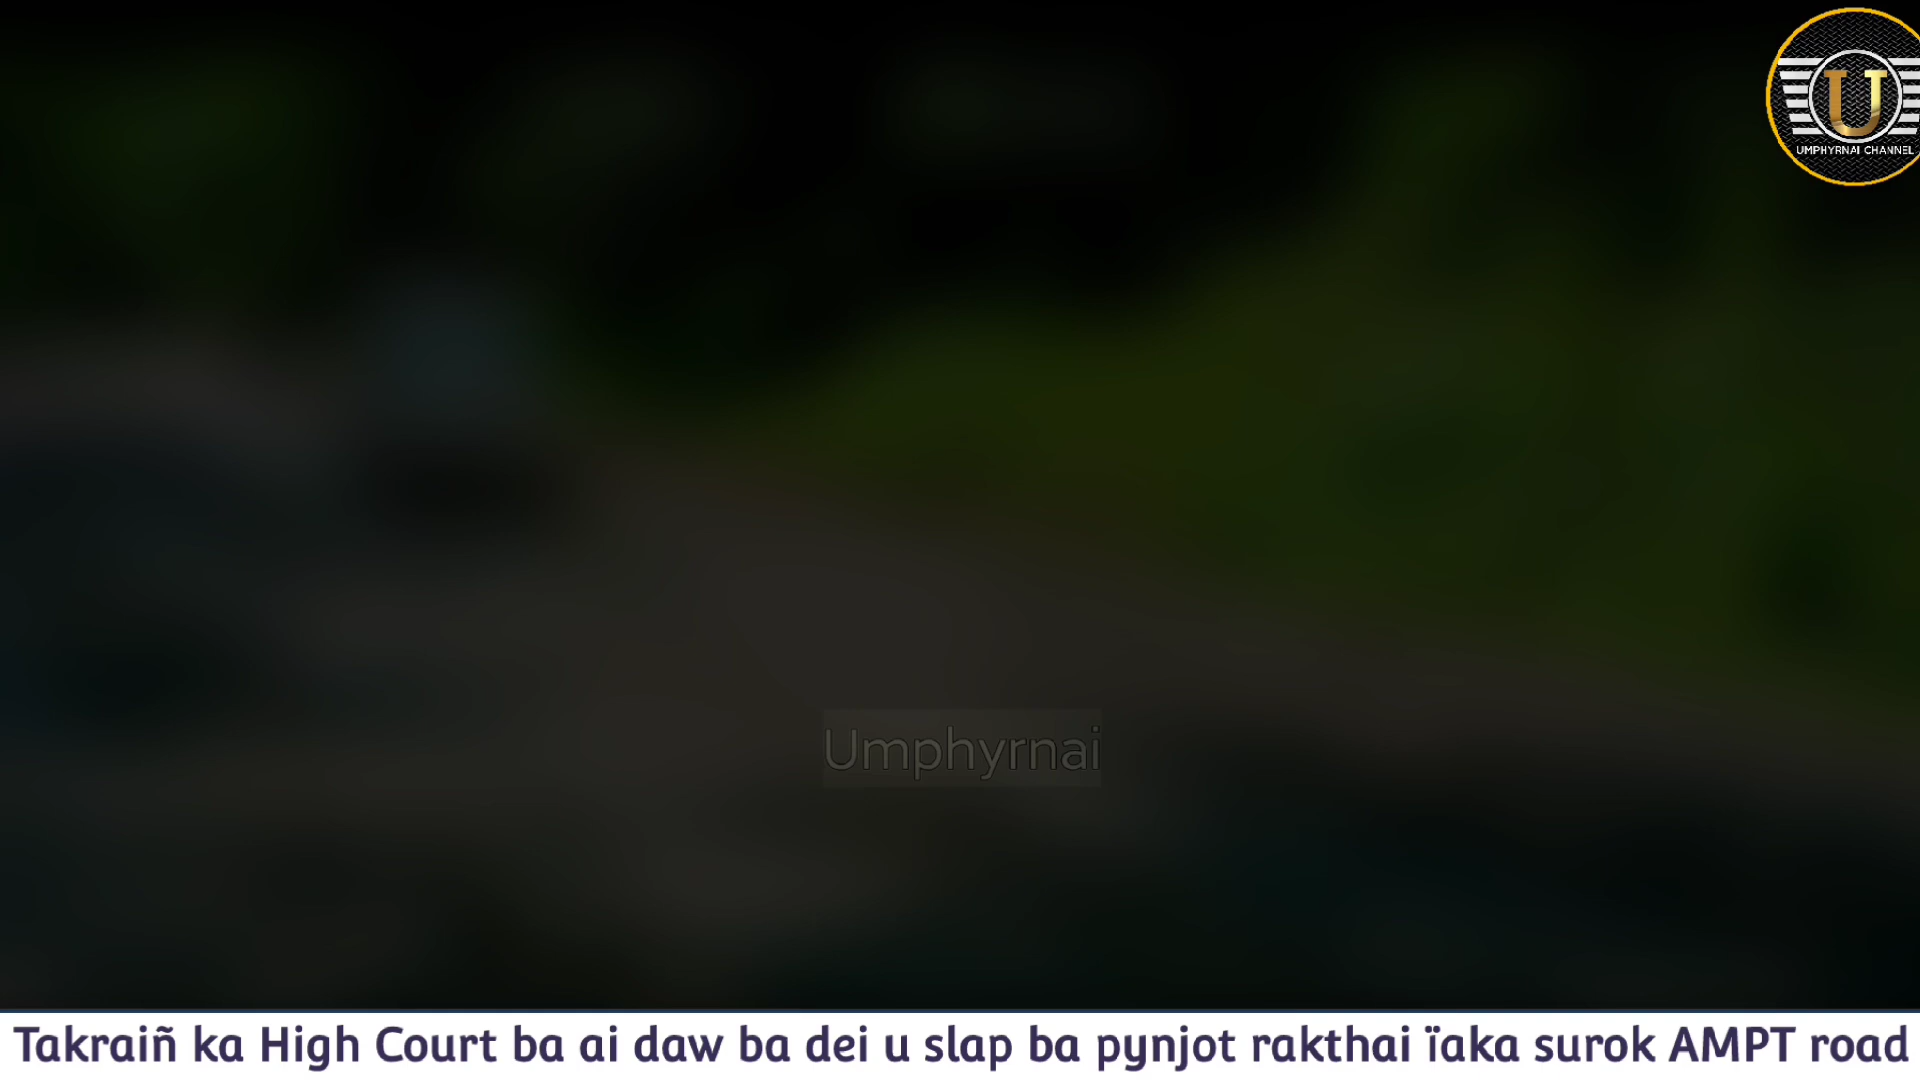 U
UMPHYRNAI CHANNEL
Umphyrnai
Takraiñ ka High Court ba ai daw ba dei u slap ba pynjot rakthai ïaka surok AMPT road